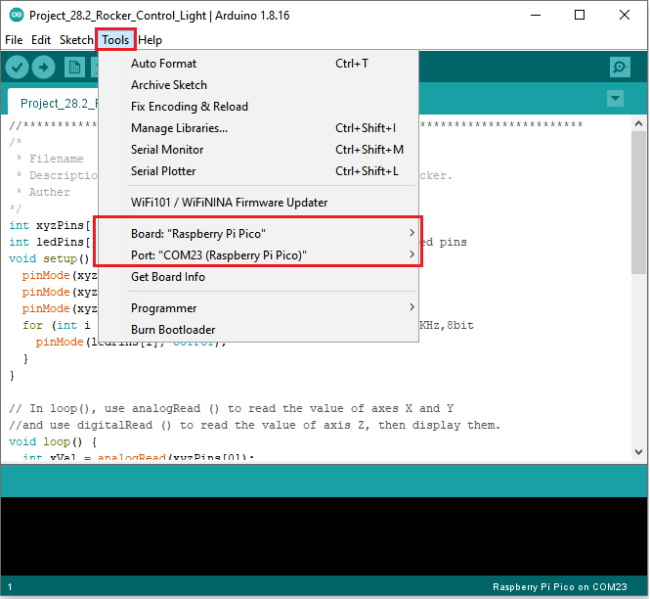 Project_28.2_Rocker_Control_Light | Arduino 1.8.16
File Edit Sketch Tools Help
Auto Format Ctrl+T
Archive Sketch
Fix Encoding & Reload
Manage Libraries... Ctrl+Shift+I
Serial Monitor Ctrl+Shift+M
Serial Plotter Ctrl+Shift+L
WiFi101 / WiFiNINA Firmware Updater
Board: "Raspberry Pi Pico"
Port: "COM23 (Raspberry Pi Pico)"
Get Board Info
Programmer
Burn Bootloader
Project_28.2_
//************ ************************
/*
* Filename
* Descriptio cker.
* Auther
*/
int xyzPins[
int ledPins[ ed pins
void setup()
pinMode(xyz
pinMode(xyz
pinMode(xyz
for (int i KHz,8bit
pinMode(ledPins[i], OUTPUT);
}
}
// In loop(), use analogRead () to read the value of axes X and Y
//and use digitalRead () to read the value of axis Z, then display them.
void loop() {
int xVal = analogRead(xyzPins[0]);
1 Raspberry Pi Pico on COM23